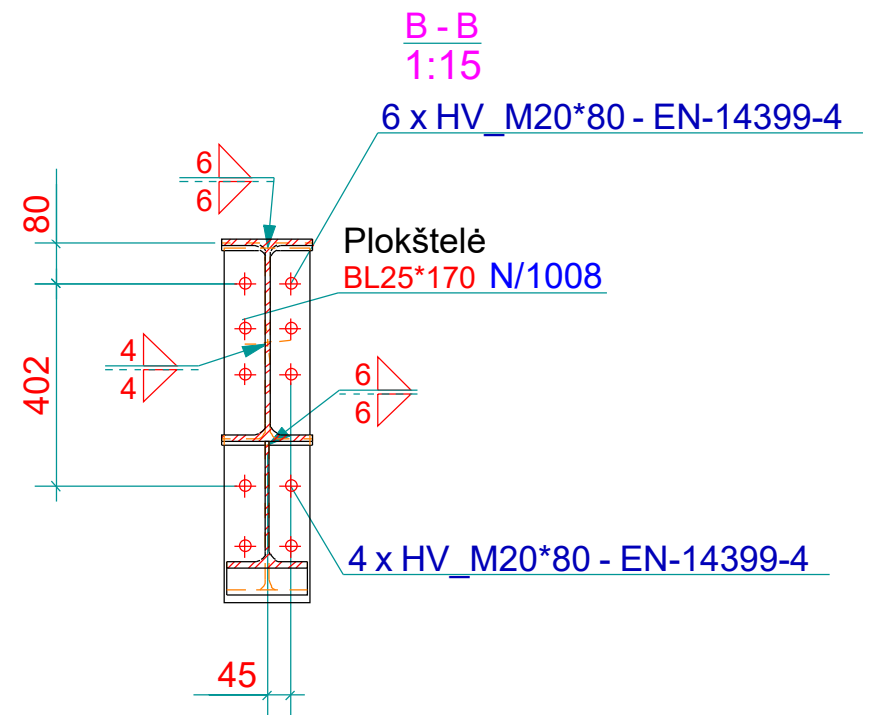 B - B
1:15
6 x HV_M20*80 - EN-14399-4
6
6
80
Plokštelė
BL25*170 N/1008
4
4
402
6
6
4 x HV_M20*80 - EN-14399-4
45